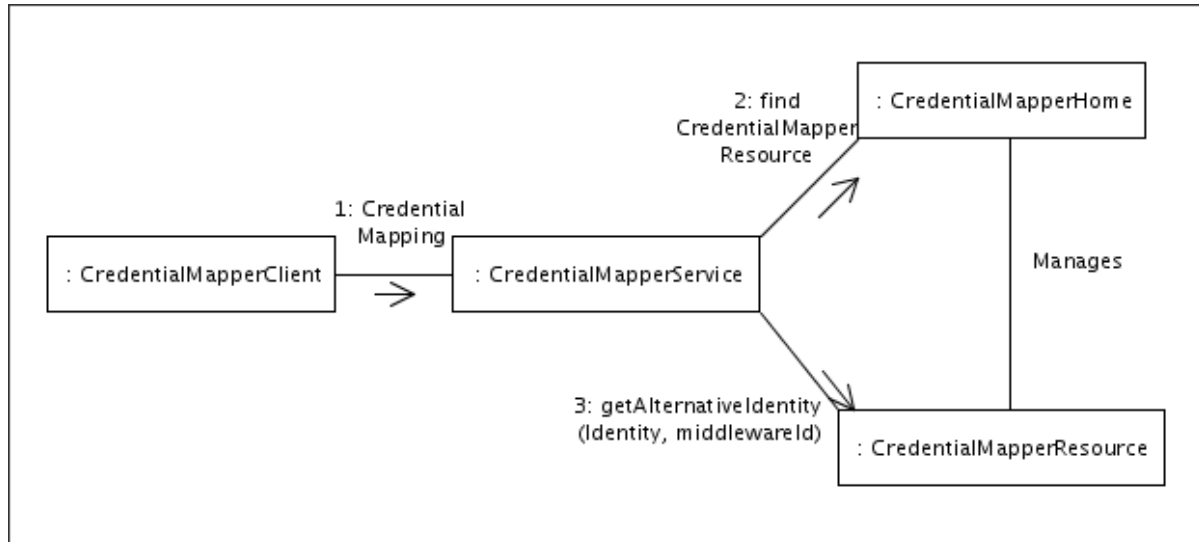 2: find
CredentialMapper
Resource
: CredentialMapperHome
1: Credential
Mapping
: CredentialMapperClient
: CredentialMapperService
Manages
3: getAlternativeIdentity
(Identity, middlewareId)
: CredentialMapperResource